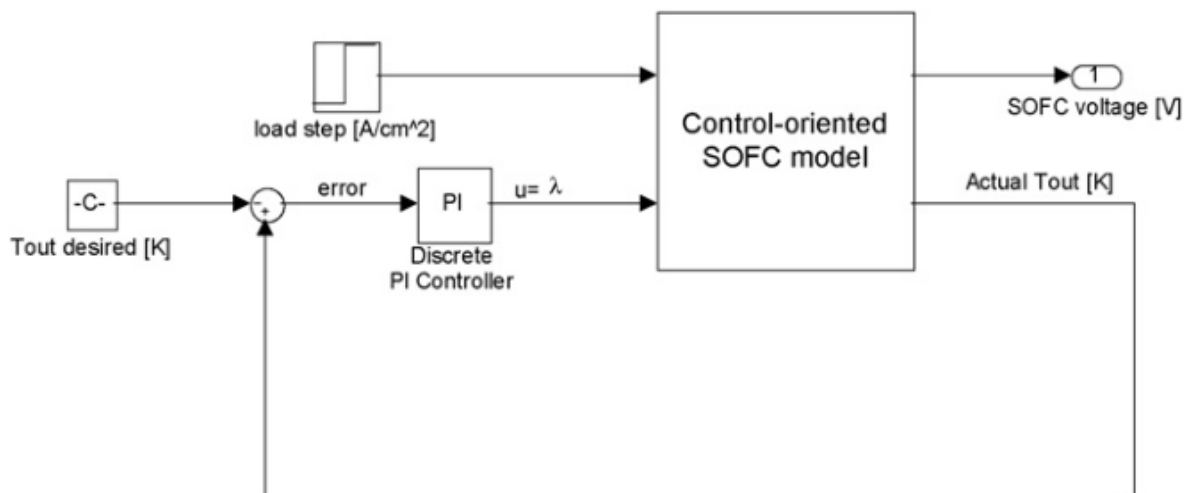 load step [A/cm^2]
Control-oriented
SOFC model
1
SOFC voltage [V]
-C-
Tout desired [K]
-
+
error
PI
Discrete
PI Controller
u= λ
Actual Tout [K]